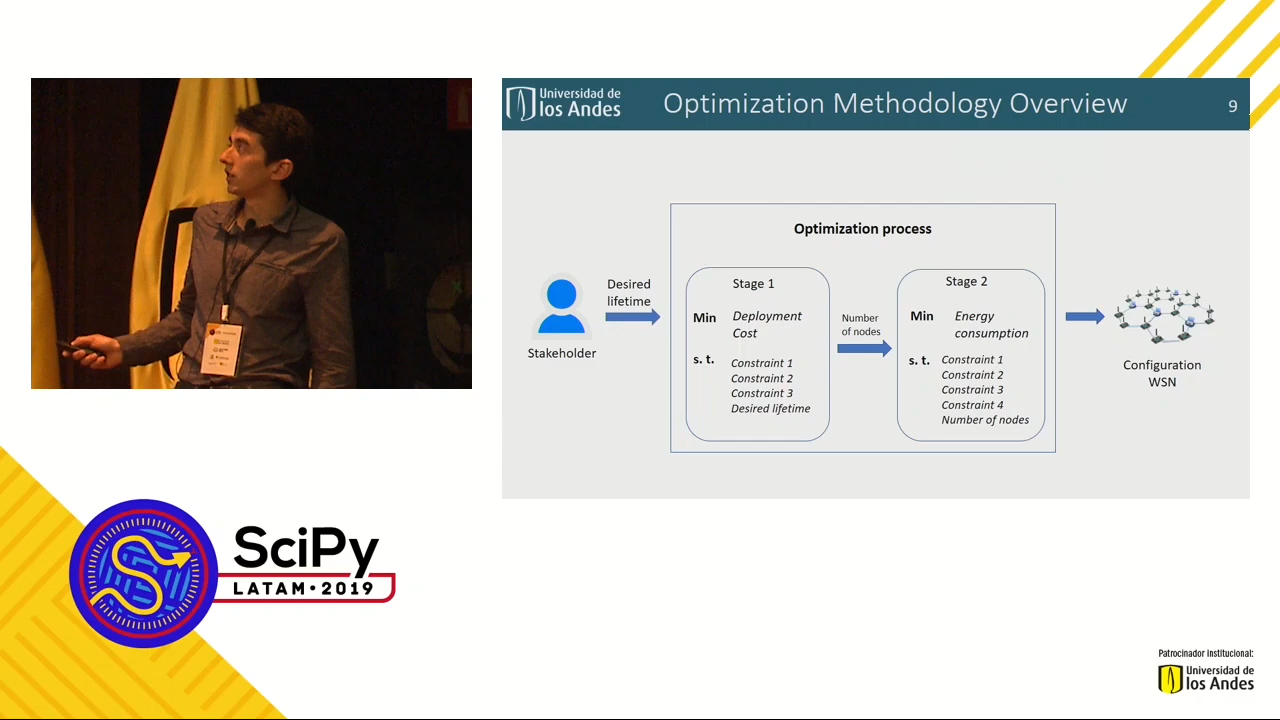 Universidad de
los Andes
Optimization Methodology Overview
9
Optimization process
Stakeholder
Desired
lifetime
Stage 1
Min
Deployment
Cost
s. t.
Constraint 1
Constraint 2
Constraint 3
Desired lifetime
Number
of nodes
Stage 2
Min
Energy
consumption
s. t.
Constraint 1
Constraint 2
Constraint 3
Constraint 4
Number of nodes
Configuration
WSN
SciPy
LATAM•2019
Patrocinador Institucional:
Universidad de
los Andes